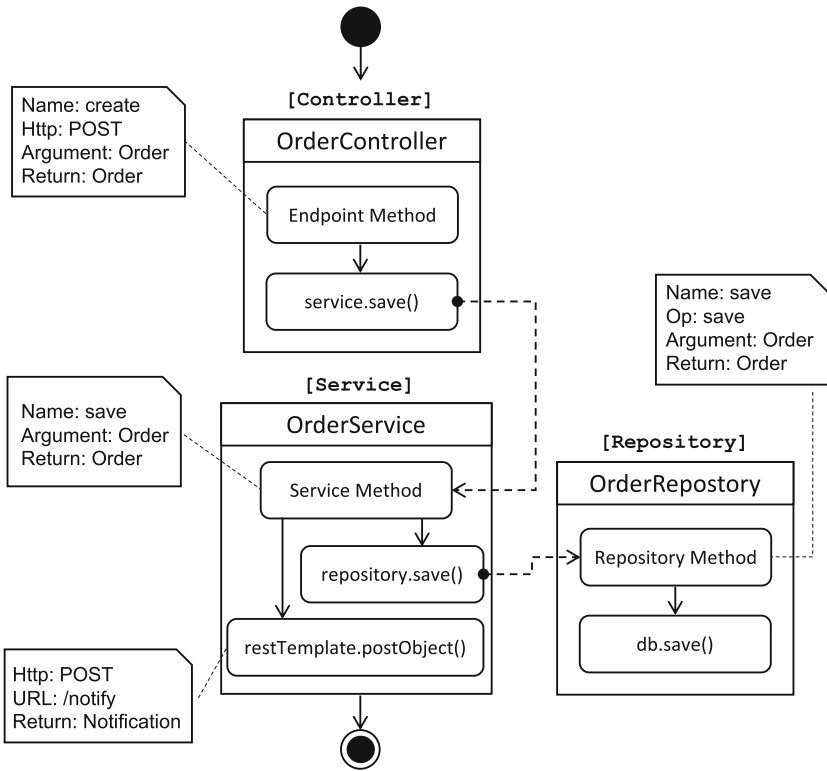 [Controller]
Name: create
Http: POST
Argument: Order
Return: Order
OrderController
Endpoint Method
service.save()
Name: save
Op: save
Argument: Order
Return: Order
[Service]
Name: save
Argument: Order
Return: Order
OrderService
Service Method
repository.save()
restTemplate.postObject()
[Repository]
OrderRepostory
Repository Method
db.save()
Http: POST
URL: /notify
Return: Notification